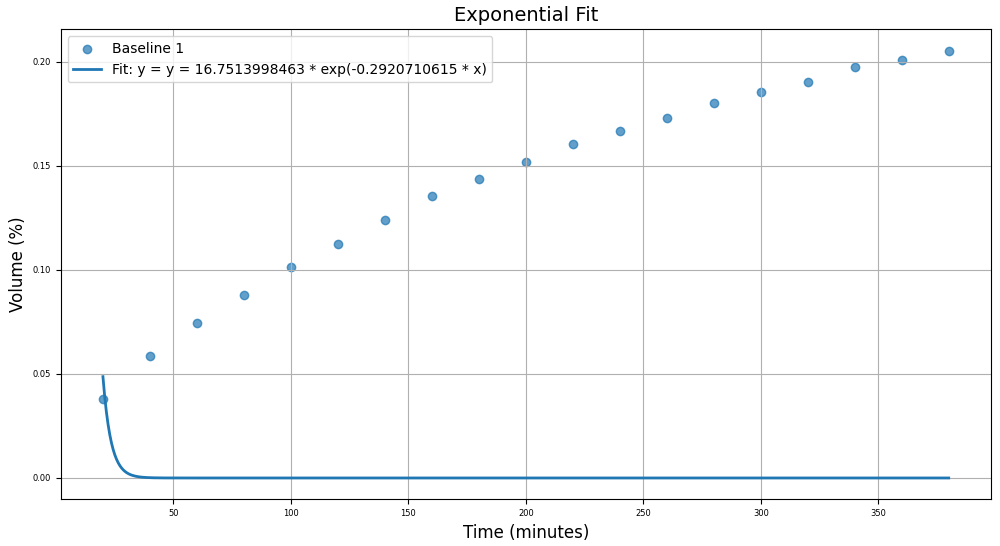 Exponential Fit
Baseline 1
Fit: y = y = 16.7513998463 * exp(-0.2920710615 * x)
Volume (%)
0.20
0.15
0.10
0.05
0.00
50 100 150 200 250 300 350
Time (minutes)